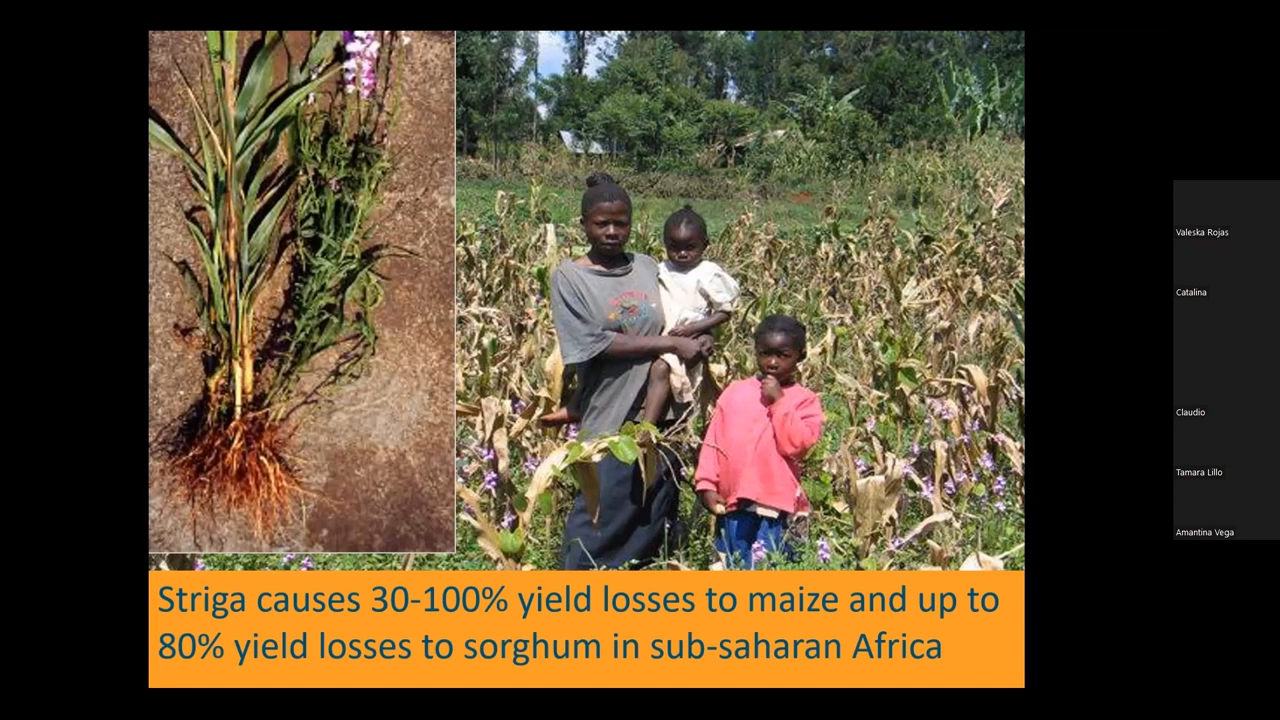 Striga causes 30-100% yield losses to maize and up to
80% yield losses to sorghum in sub-saharan Africa
Valeska Rojas
Catalina
Claudio
Tamara Lillo
Amantina Vega